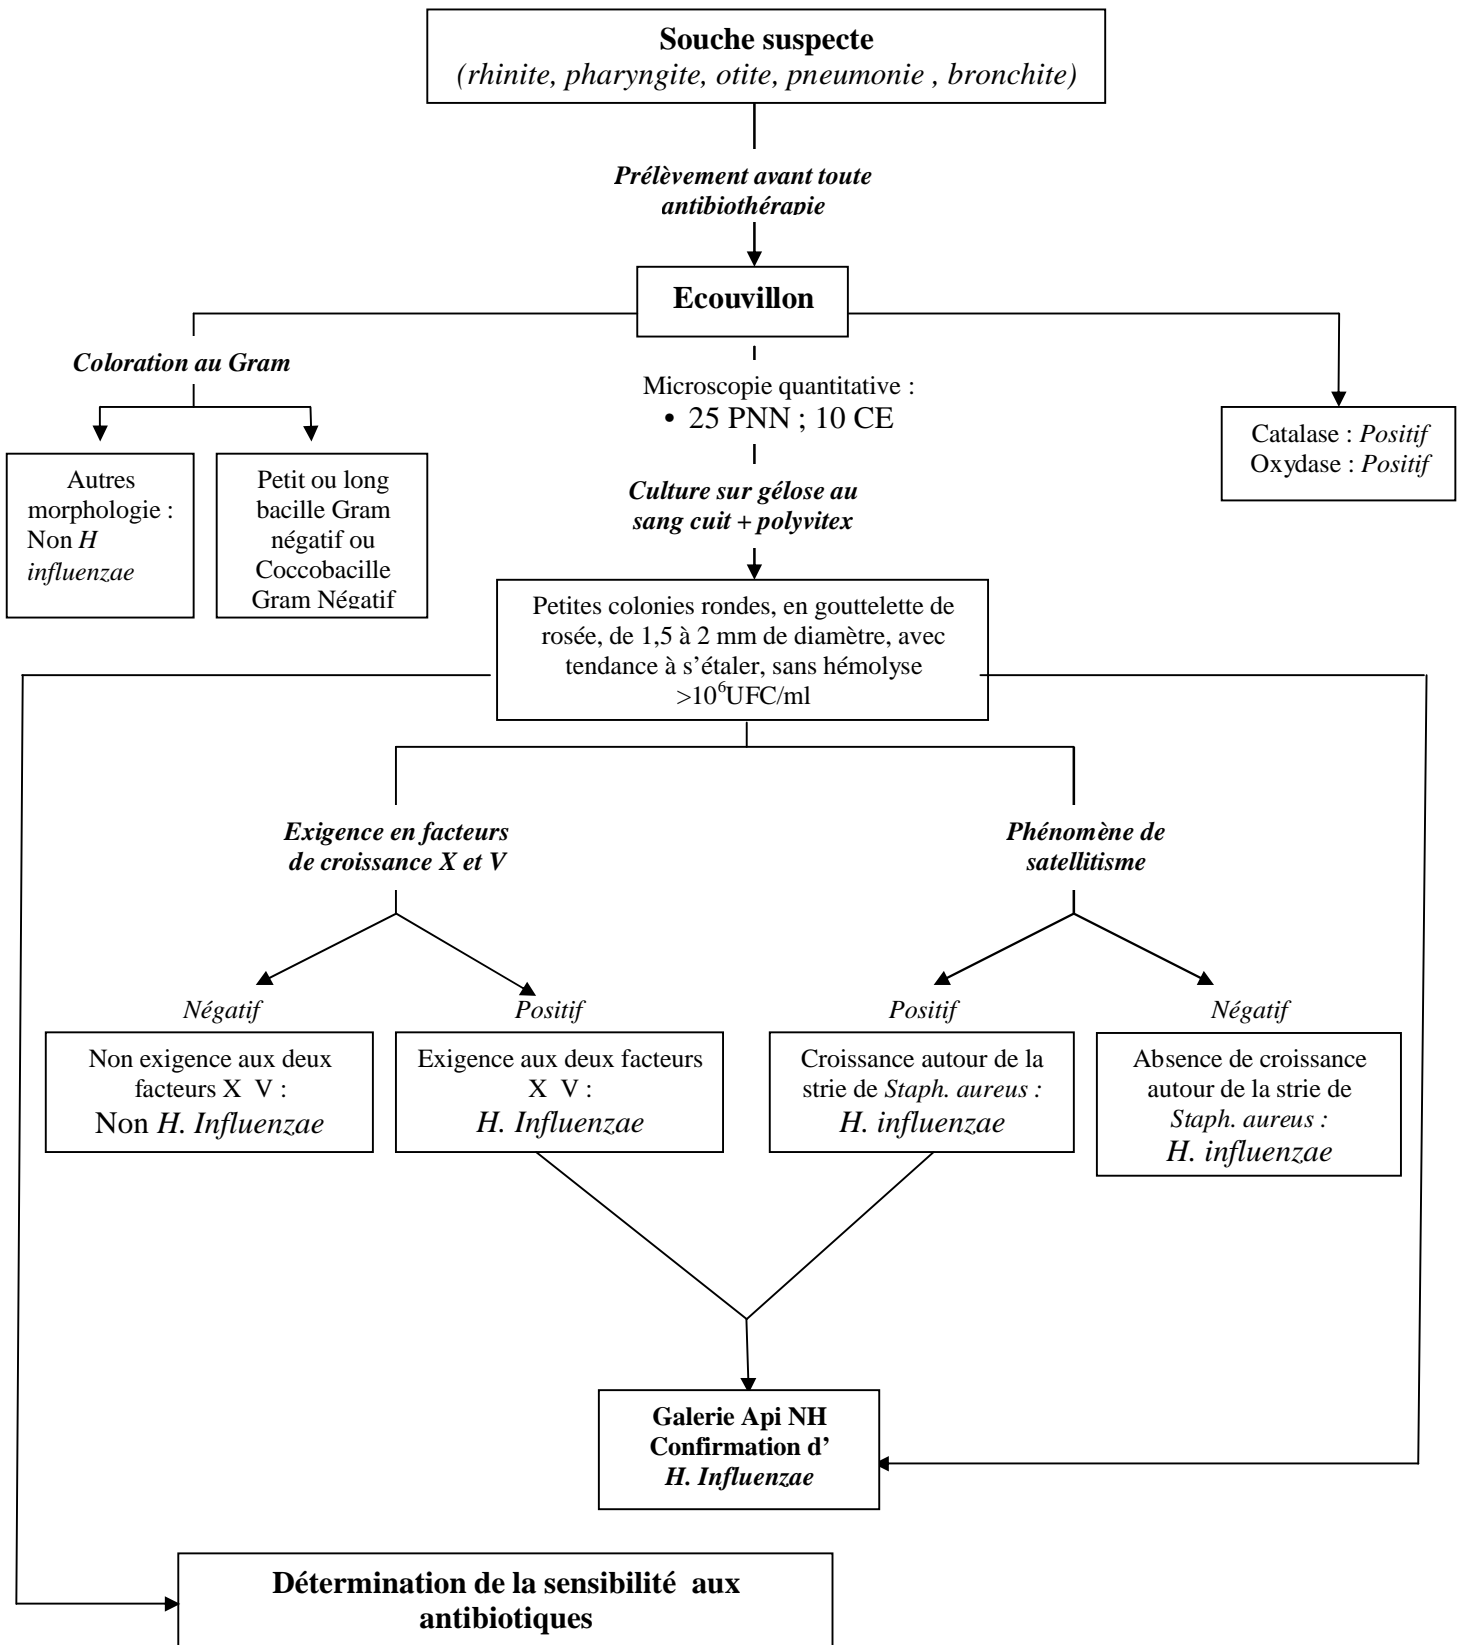 Souche suspecte
(rhinite, pharyngite, otite, pneumonie , bronchite)
Prélèvement avant toute
antibiothérapie
Ecouvillon
Coloration au Gram
Autres
morphologie :
Non H
influenzae
Petit ou long
bacille Gram
négatif ou
Coccobacille
Gram Négatif
Microscopie quantitative :
• 25 PNN ; 10 CE
Culture sur gélose au
sang cuit + polyvitex
Catalase : Positif
Oxydase : Positif
Petites colonies rondes, en gouttelette de
rosée, de 1,5 à 2 mm de diamètre, avec
tendance à s’étaler, sans hémolyse
>10⁶UFC/ml
Exigence en facteurs
de croissance X et V
Phénomène de
satellitisme
Négatif
Non exigence aux deux
facteurs X V :
Non H. Influenzae
Positif
Exigence aux deux facteurs
X V :
H. Influenzae
Positif
Croissance autour de la
strie de Staph. aureus :
H. influenzae
Négatif
Absence de croissance
autour de la strie de
Staph. aureus :
H. influenzae
Galerie Api NH
Confirmation d’
H. Influenzae
Détermination de la sensibilité aux
antibiotiques